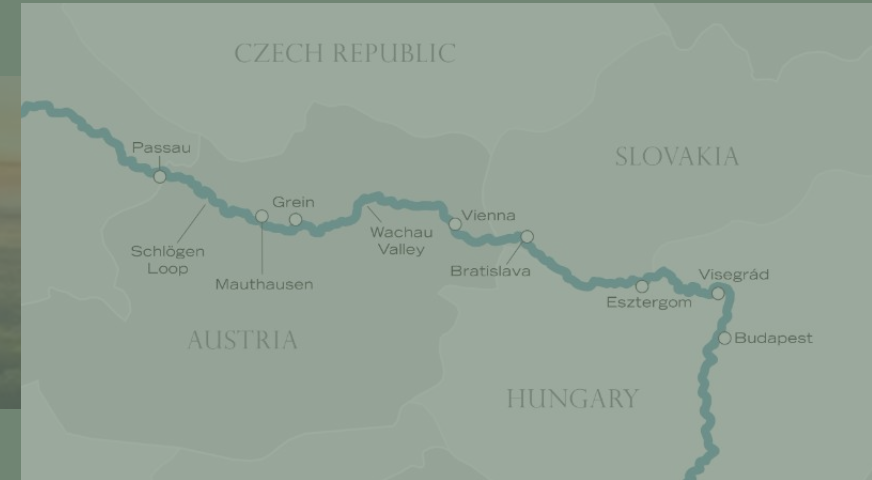 CZECH REPUBLIC
Passau
SLOVAKIA
Grein
Vienna
Wachau
Valley
Schlögen
Loop
Bratislava
Visegrád
Mauthausen
Esztergom
AUSTRIA
Budapest
HUNGARY